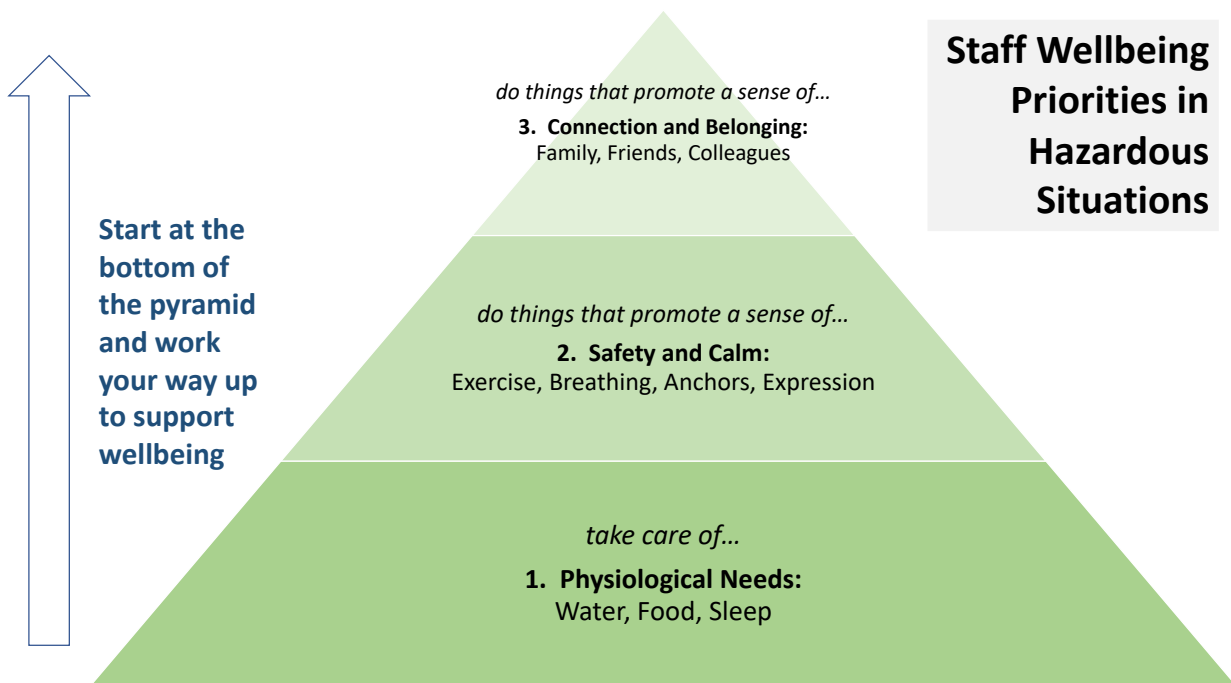 Staff Wellbeing
Priorities in
Hazardous
Situations
do things that promote a sense of…
3. Connection and Belonging:
Family, Friends, Colleagues
Start at the
bottom of
the pyramid
and work
your way up
to support
wellbeing
do things that promote a sense of…
2. Safety and Calm:
Exercise, Breathing, Anchors, Expression
take care of…
1. Physiological Needs:
Water, Food, Sleep